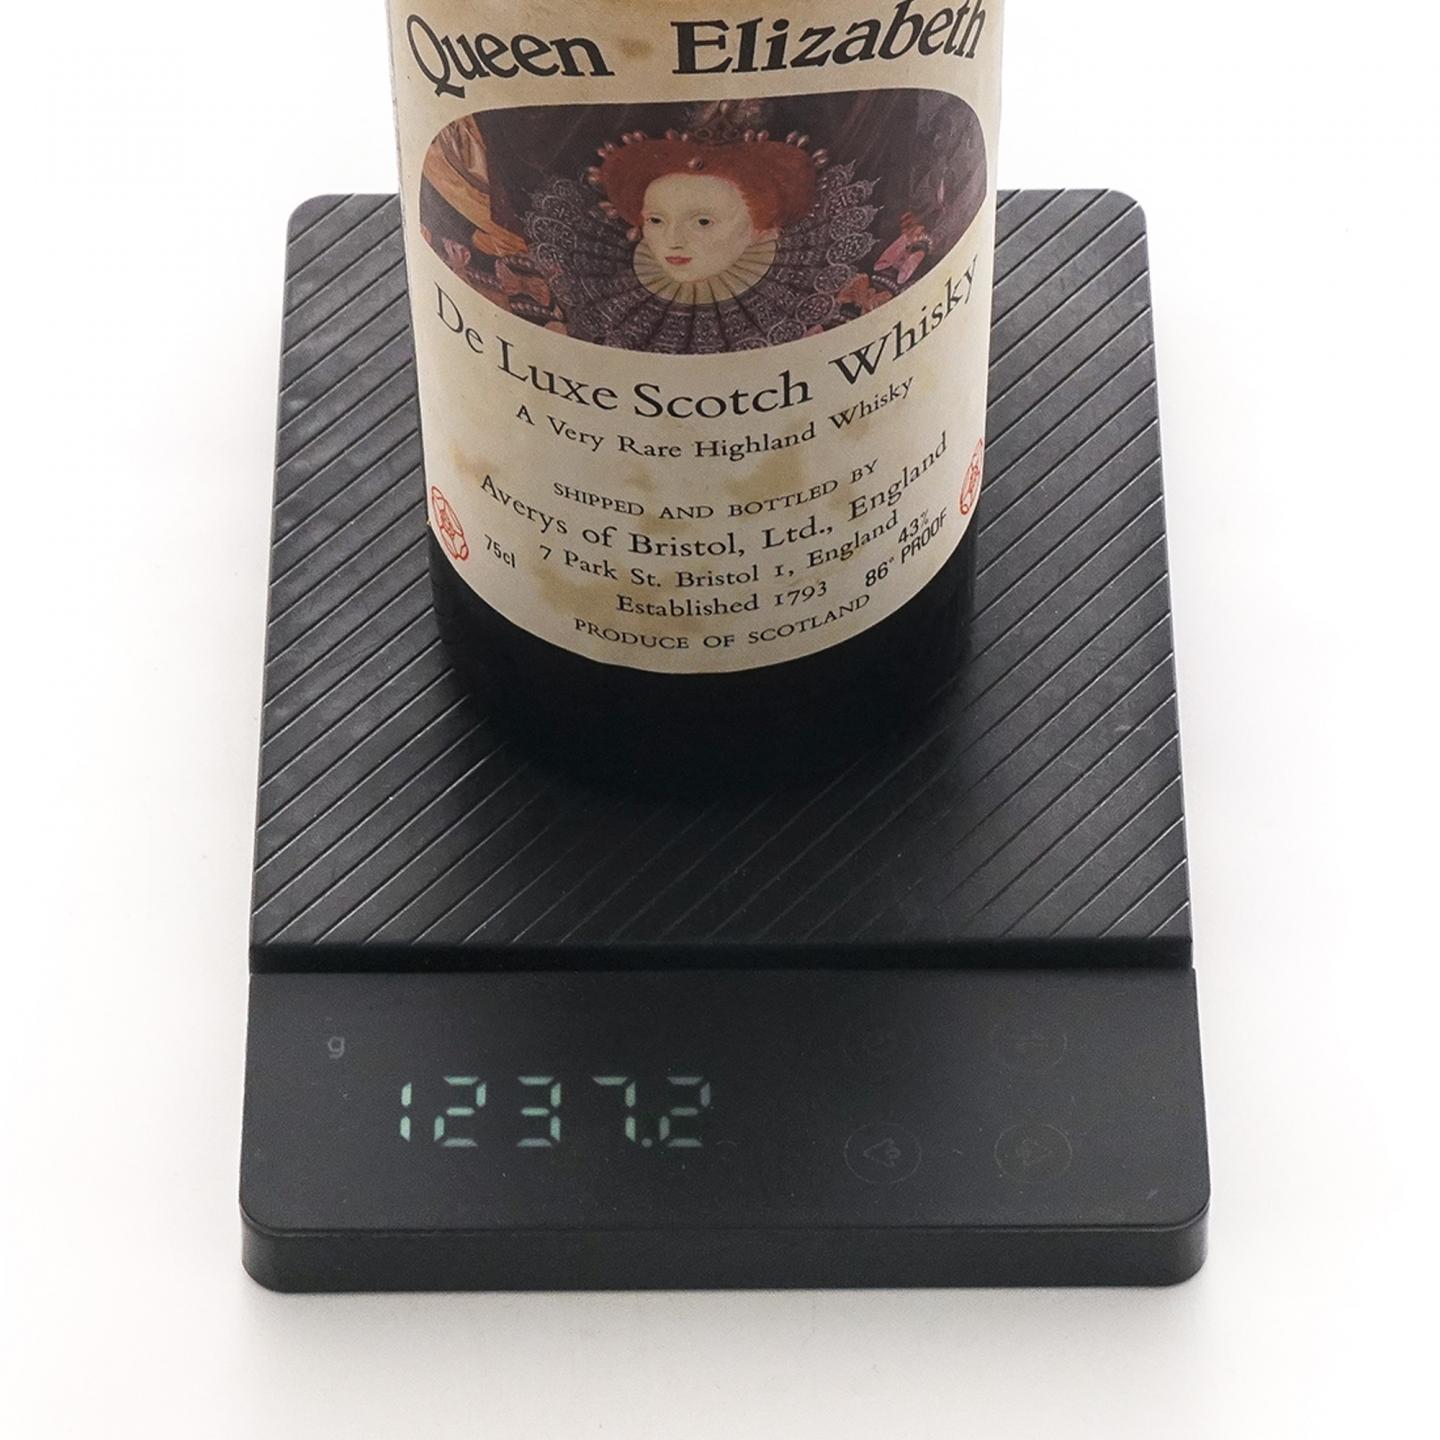 Queen Elizabeth
De Luxe Scotch Whisky
A Very Rare Highland Whisky
SHIPPED AND BOTTLED BY
Averys of Bristol, Ltd., England
7 Park St. Bristol 1, England
Established 1793
PRODUCE OF SCOTLAND
75cl
43%
86° PROOF
g
1237.2